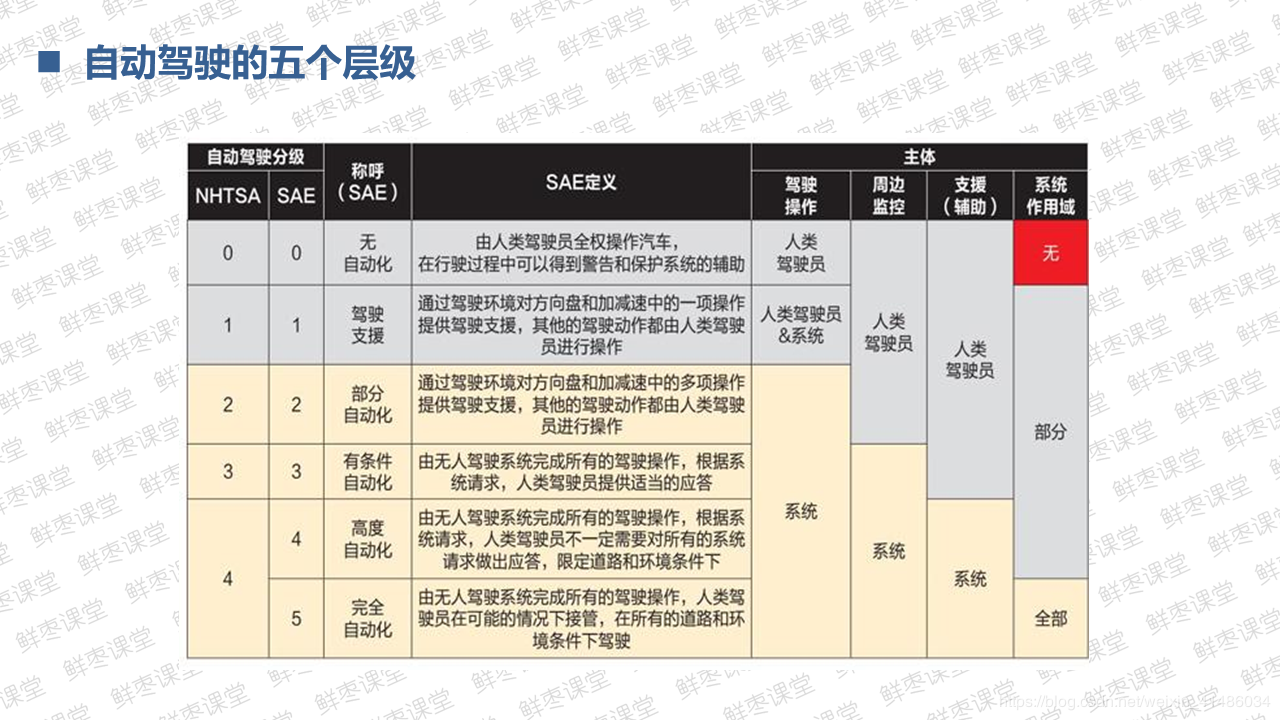 自动驾驶的五个层级
自动驾驶分级
称呼
（SAE）
SAE定义
主体
NHTSA
SAE
驾驶
操作
周边
监控
支援
（辅助）
系统
作用域
0
0
无
自动化
由人类驾驶员全权操作汽车，
在行驶过程中可以得到警告和保护系统的辅助
人类
驾驶员
无
1
1
驾驶
支援
通过驾驶环境对方向盘和加减速中的一项操作
提供驾驶支援，其他的驾驶动作都由人类驾驶
员进行操作
人类驾驶员
&系统
人类
驾驶员
人类
驾驶员
2
2
部分
自动化
通过驾驶环境对方向盘和加减速中的多项操作
提供驾驶支援，其他的驾驶动作都由人类驾驶
员进行操作
部分
3
3
有条件
自动化
由无人驾驶系统完成所有的驾驶操作，根据系
统请求，人类驾驶员提供适当的应答
系统
4
4
高度
自动化
由无人驾驶系统完成所有的驾驶操作，根据系
统请求，人类驾驶员不一定需要对所有的系统
请求做出应答，限定道路和环境条件下
系统
系统
5
完全
自动化
由无人驾驶系统完成所有的驾驶操作，人类驾
驶员在可能的情况下接管，在所有的道路和环
境条件下驾驶
全部
鲜枣课堂